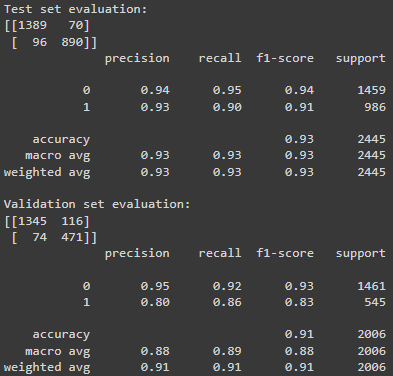 Test set evaluation:
[[1389   70]
 [  96  890]]
              precision    recall  f1-score   support

           0       0.94      0.95      0.94      1459
           1       0.93      0.90      0.91       986

    accuracy                           0.93      2445
   macro avg       0.93      0.93      0.93      2445
weighted avg       0.93      0.93      0.93      2445

Validation set evaluation:
[[1345  116]
 [  74  471]]
              precision    recall  f1-score   support

           0       0.95      0.92      0.93      1461
           1       0.80      0.86      0.83       545

    accuracy                           0.91      2006
   macro avg       0.88      0.89      0.88      2006
weighted avg       0.91      0.91      0.91      2006